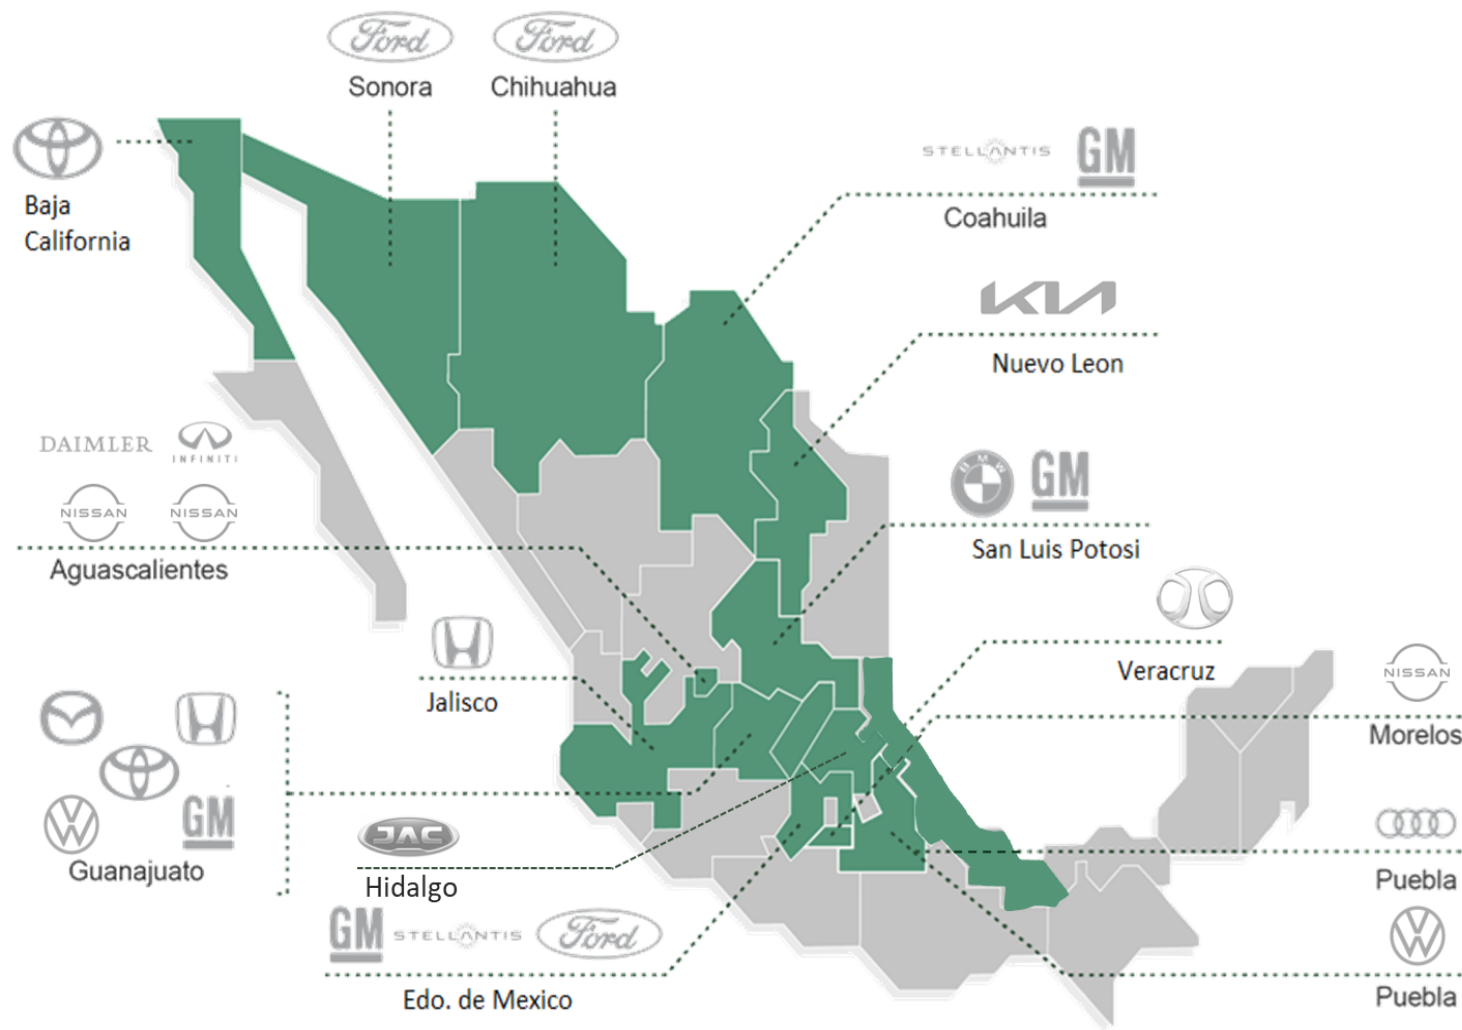 Ford
Ford
Sonora
Chihuahua
Baja
California
STELLANTIS
GM
Coahuila
KIA
Nuevo Leon
DAIMLER
INFINITI
NISSAN
NISSAN
Aguascalientes
BMW
GM
San Luis Potosi
Veracruz
NISSAN
Morelos
Jalisco
GM
Guanajuato
JAC
Hidalgo
GM
STELLANTIS
Ford
Edo. de Mexico
Puebla
Puebla